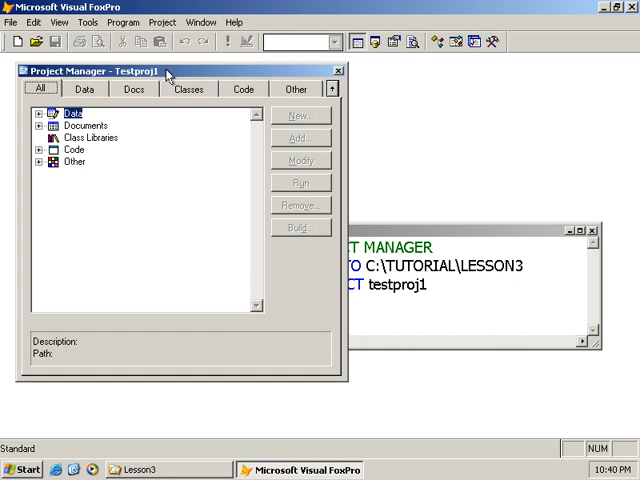 Microsoft Visual FoxPro
File Edit View Tools Program Project Window Help
Project Manager - Testproj1
All Data Docs Classes Code Other
Data
Documents
Class Libraries
Code
Other
New...
Add...
Modify
Run
Remove...
Build...
Description:
Path:
CT MANAGER
TO C:\TUTORIAL\LESSON3
CT testproj1
Standard
NUM
Start Lesson3 Microsoft Visual FoxPro 10:40 PM